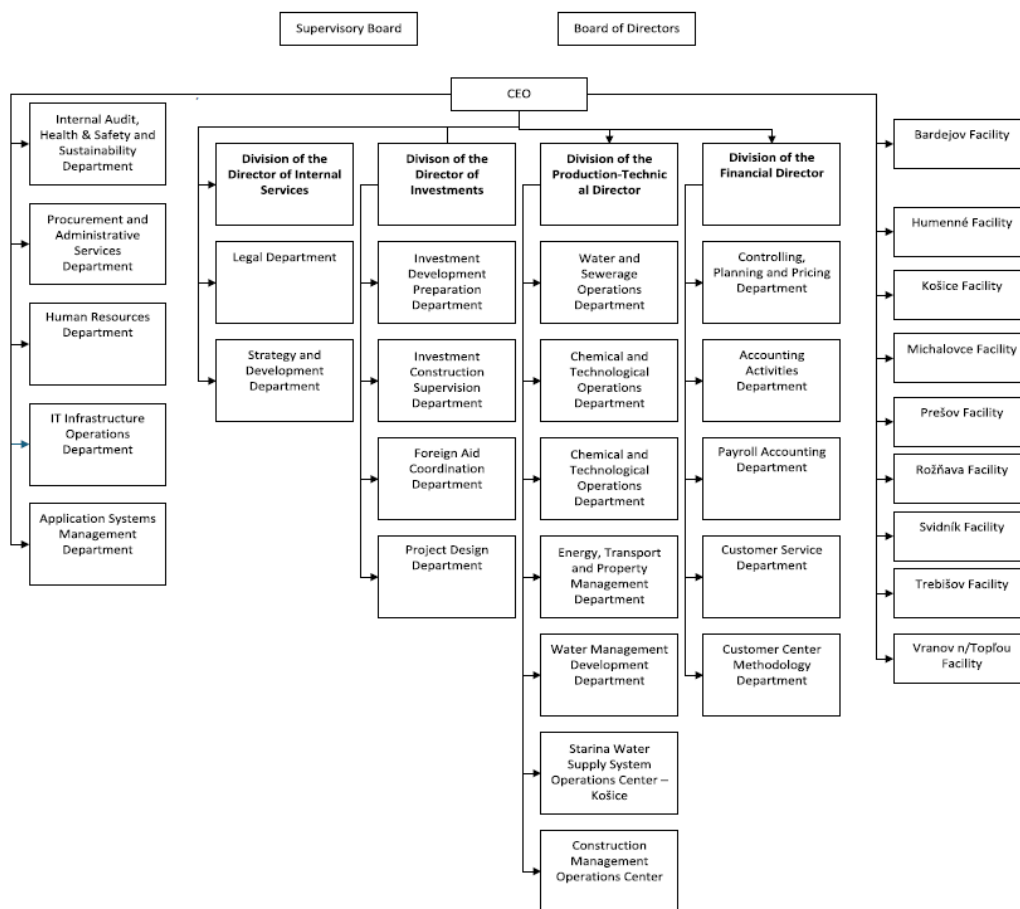 Supervisory Board
Board of Directors
CEO
Internal Audit,
Health & Safety and
Sustainability
Department
Procurement and
Administrative
Services
Department
Human Resources
Department
IT Infrastructure
Operations
Department
Application Systems
Management
Department
Division of the
Director of Internal
Services
Legal Department
Strategy and
Development
Department
Divison of the
Director of
Investments
Investment
Development
Preparation
Department
Investment
Construction
Supervision
Department
Foreign Aid
Coordination
Department
Project Design
Department
Division of the
Production-Technic
al Director
Water and
Sewerage
Operations
Department
Chemical and
Technological
Operations
Department
Chemical and
Technological
Operations
Department
Energy, Transport
and Property
Management
Department
Water Management
Development
Department
Starina Water
Supply System
Operations Center –
Košice
Construction
Management
Operations Center
Division of the
Financial Director
Controlling,
Planning and Pricing
Department
Accounting
Activities
Department
Payroll Accounting
Department
Customer Service
Department
Customer Center
Methodology
Department
Bardejov Facility
Humenné Facility
Košice Facility
Michalovce Facility
Prešov Facility
Rožňava Facility
Svidník Facility
Trebišov Facility
Vranov n/Topľou
Facility